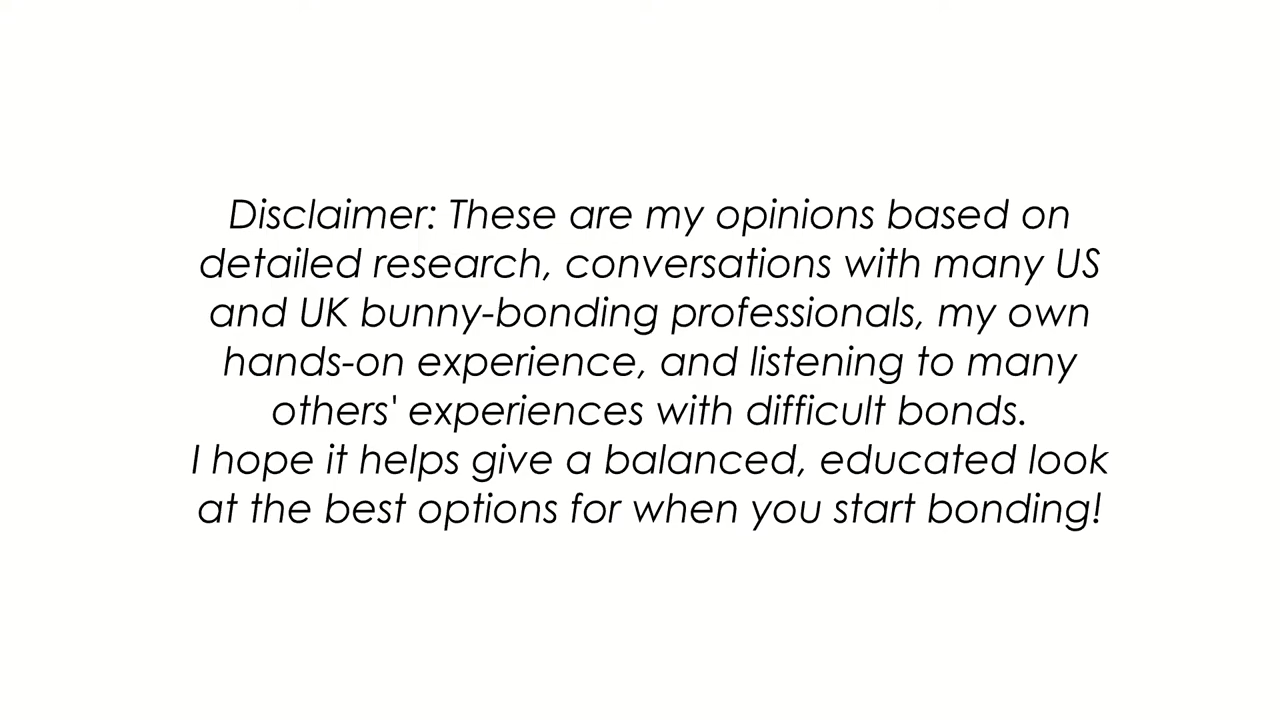 Disclaimer: These are my opinions based on
detailed research, conversations with many US
and UK bunny-bonding professionals, my own
hands-on experience, and listening to many
others' experiences with difficult bonds.
I hope it helps give a balanced, educated look
at the best options for when you start bonding!